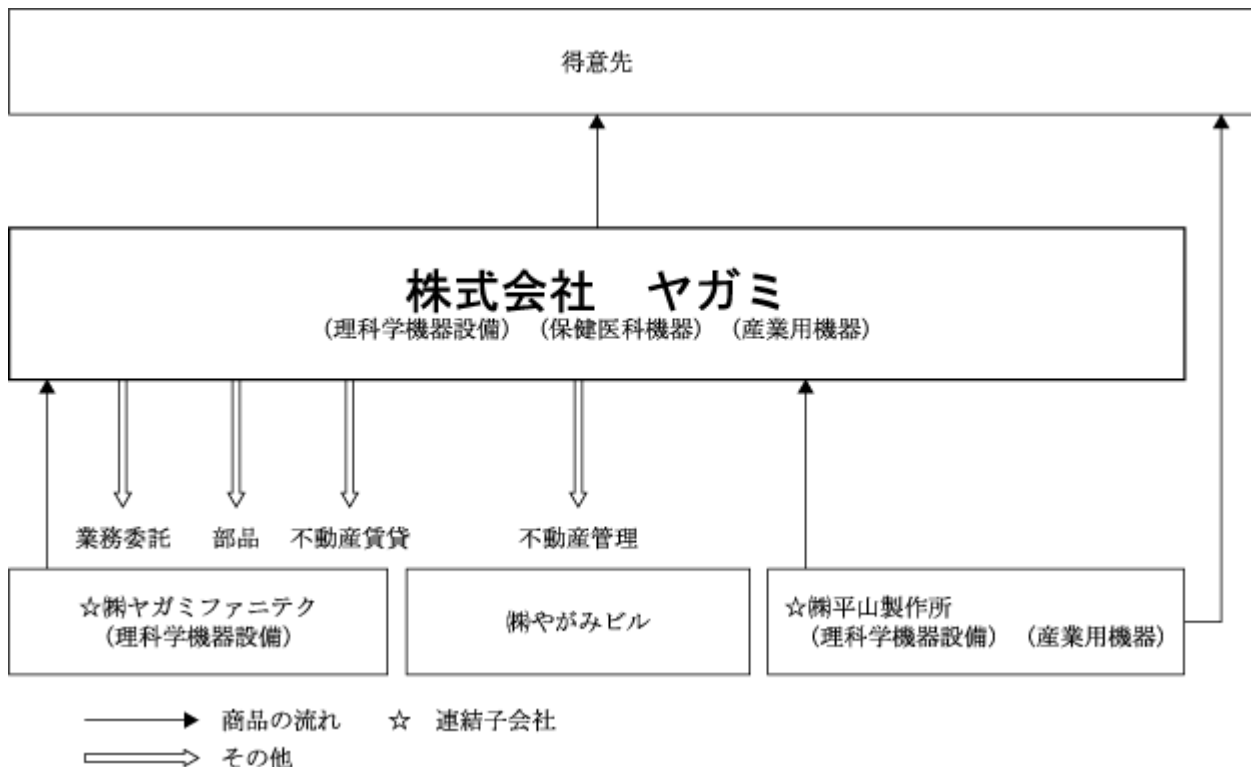 得意先
株式会社　ヤガミ
（理科学機器設備）（保健医科機器）（産業用機器）
業務委託　部品　不動産賃貸　不動産管理
☆㈱ヤガミファニテク
（理科学機器設備）
㈱やがみビル
☆㈱平山製作所
（理科学機器設備）（産業用機器）
商品の流れ　☆　連結子会社
その他